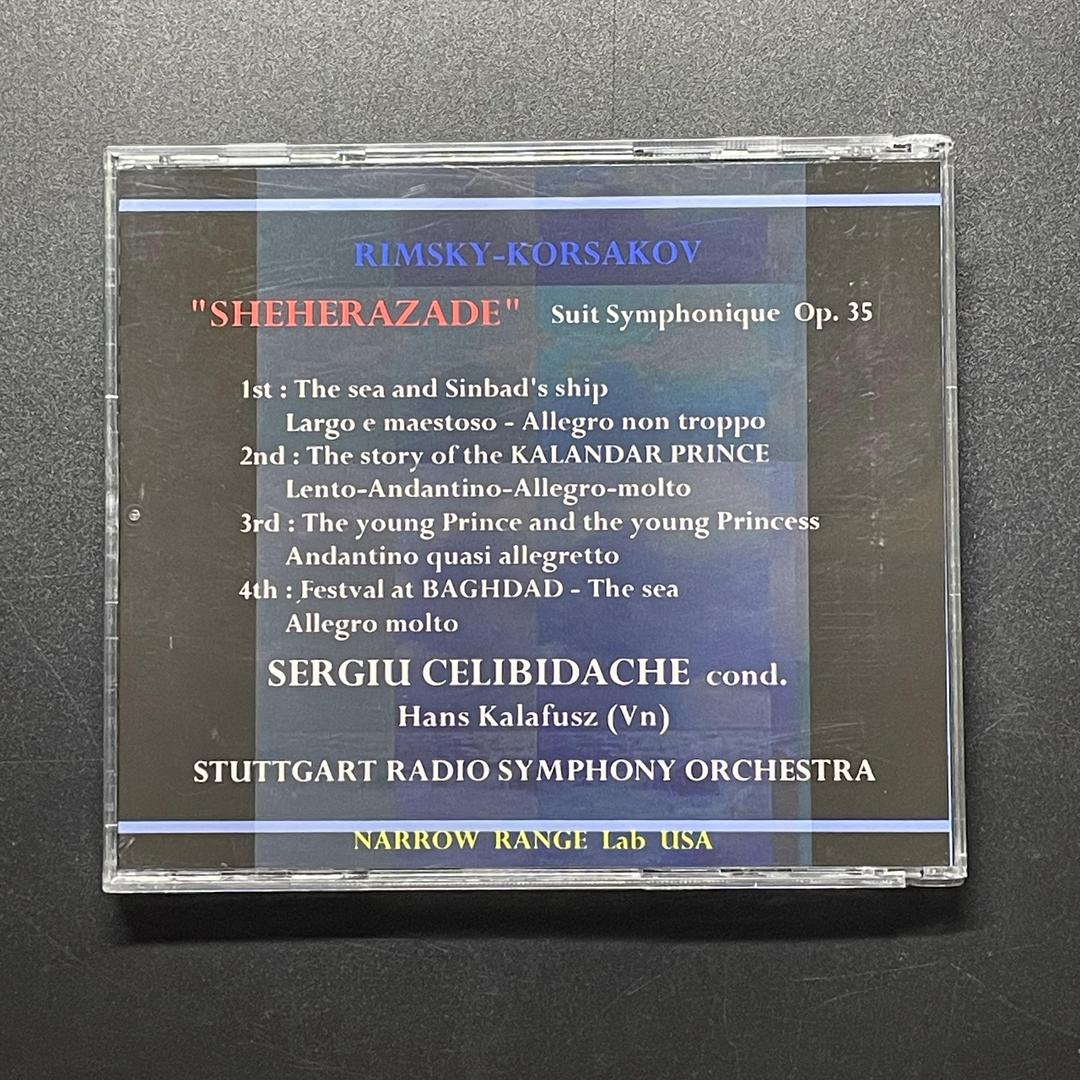 RIMSKY-KORSAKOV
"SHEHERAZADE" Suit Symphonique Op. 35
1st : The sea and Sinbad's ship
Largo e maestoso - Allegro non troppo
2nd : The story of the KALANDAR PRINCE
Lento-Andantino-Allegro-molto
3rd : The young Prince and the young Princess
Andantino quasi allegretto
4th : Festval at BAGHDAD - The sea
Allegro molto
SERGIU CELIBIDACHE cond.
Hans Kalafusz (Vn)
STUTTGART RADIO SYMPHONY ORCHESTRA
NARROW RANGE Lab USA